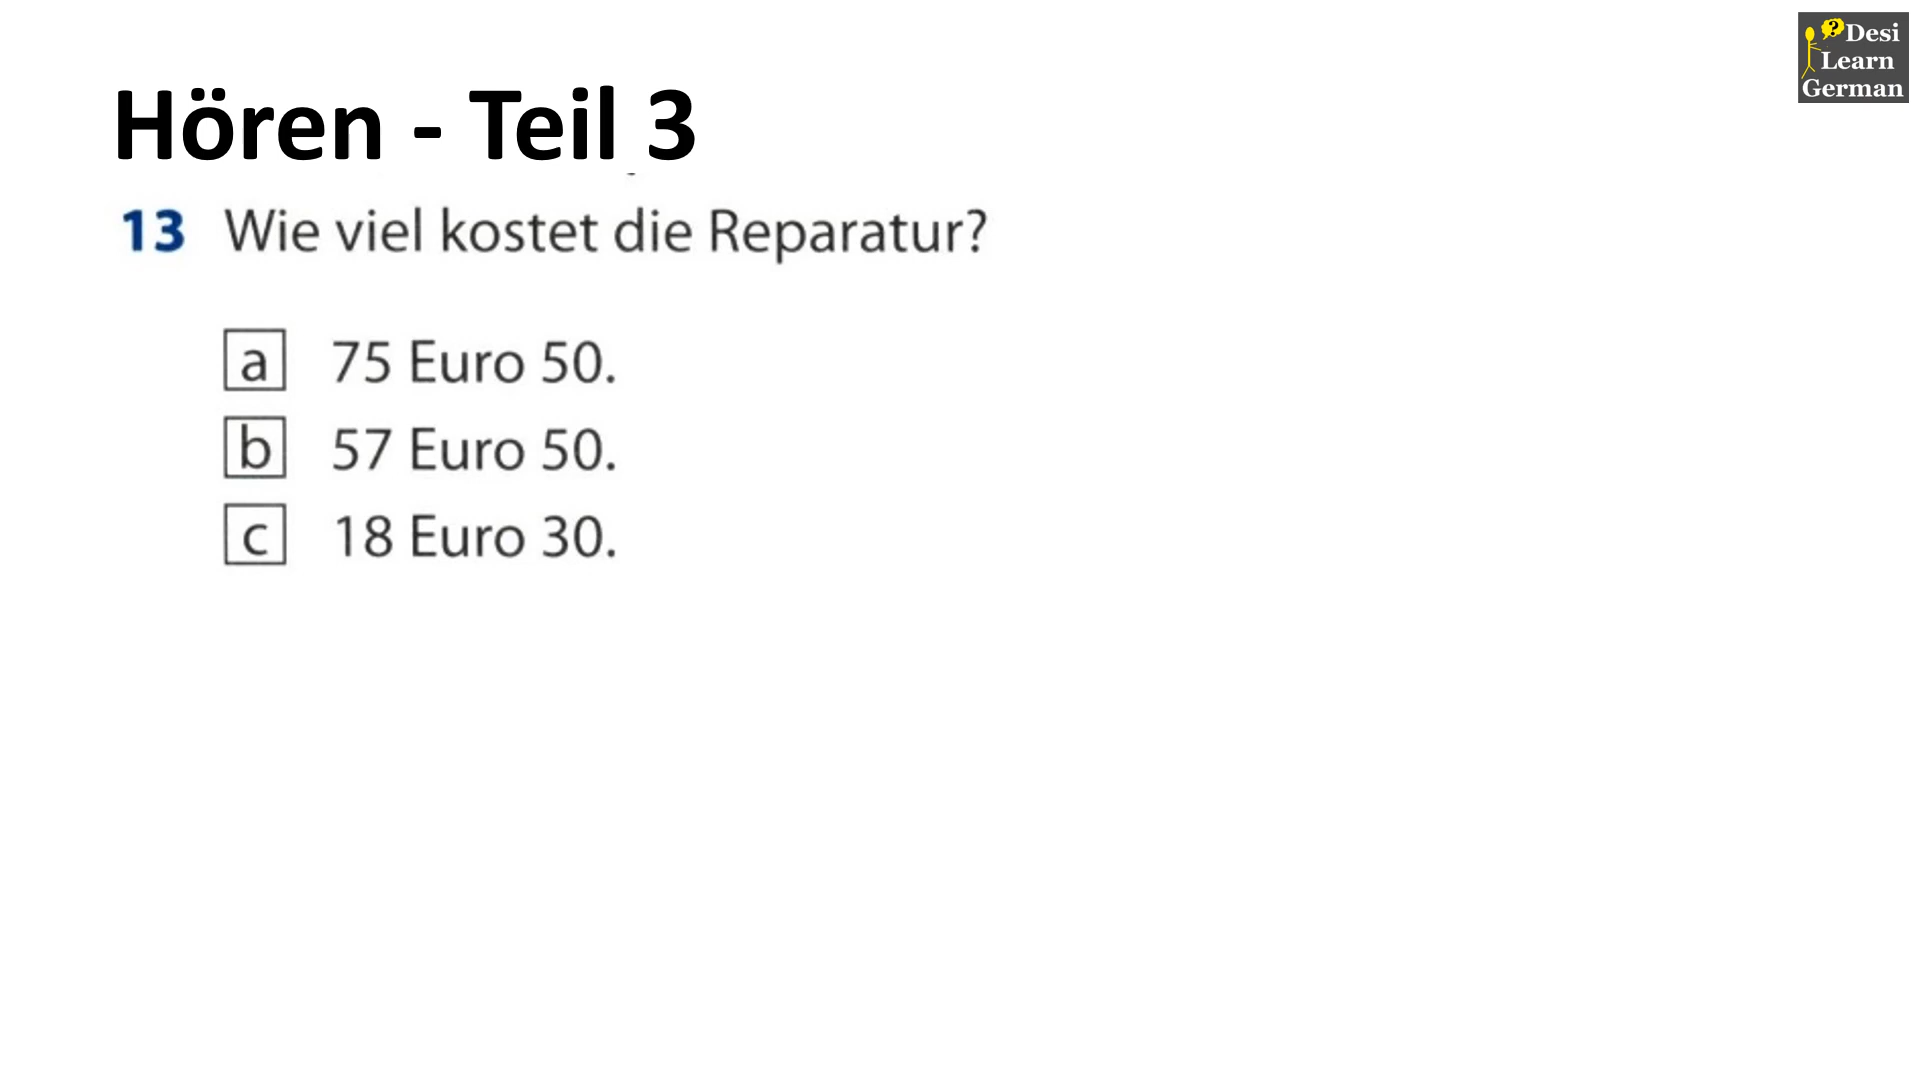 ? Desi
Learn
German
Hören - Teil 3
13 Wie viel kostet die Reparatur?
a 75 Euro 50.
b 57 Euro 50.
c 18 Euro 30.